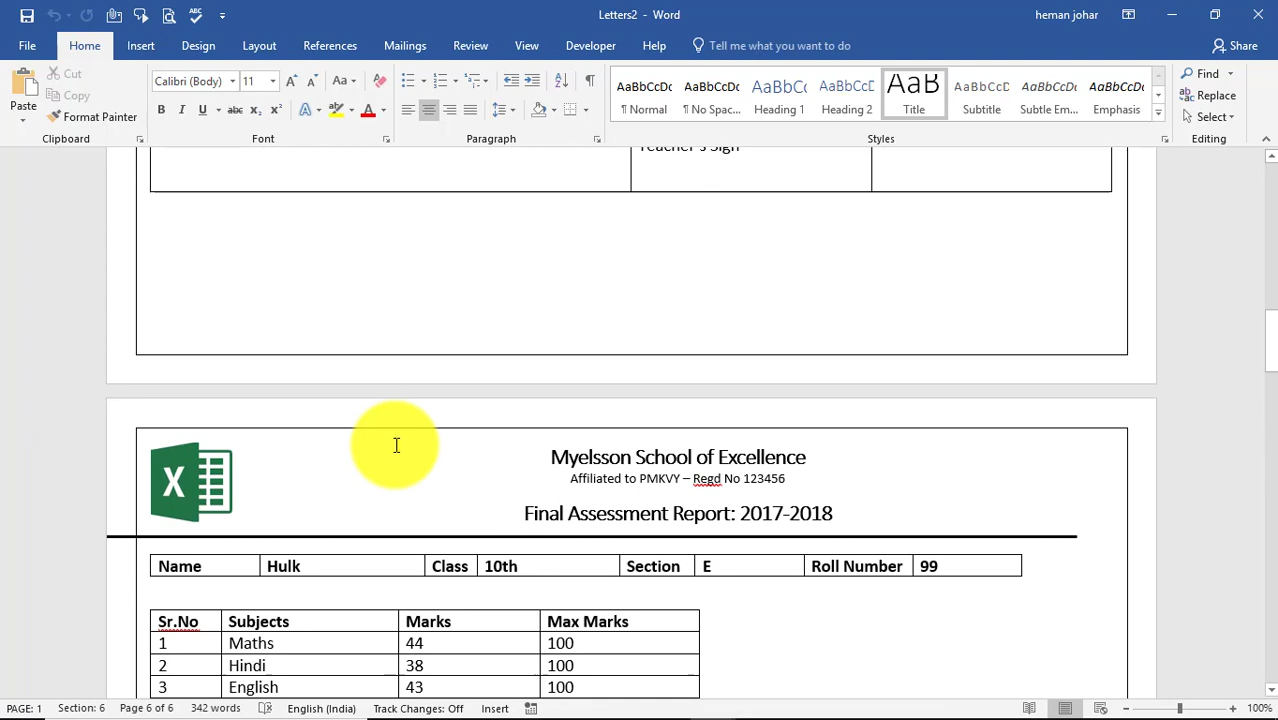 Letters2 - Word
heman johar
File Home Insert Design Layout References Mailings Review View Developer Help Tell me what you want to do Share
Paste
Cut
Copy
Format Painter
Calibri (Body) 11
Clipboard
Font
Paragraph
AaBbCcDc AaBbCcDc AaBbCc AaBbCcD AaB AaBbCcD AaBbCcDc AaBbCcDc
¶ Normal ¶ No Spac... Heading 1 Heading 2 Title Subtitle Subtle Em... Emphasis
Styles
Find
Replace
Select
Editing
Teacher's Sign
X
Myelsson School of Excellence
Affiliated to PMKVY – Regd No 123456
Final Assessment Report: 2017-2018
Name Hulk Class 10th Section E Roll Number 99
Sr.No Subjects Marks Max Marks
1 Maths 44 100
2 Hindi 38 100
3 English 43 100
PAGE: 1 Section: 6 Page 6 of 6 342 words English (India) Track Changes: Off Insert 100%